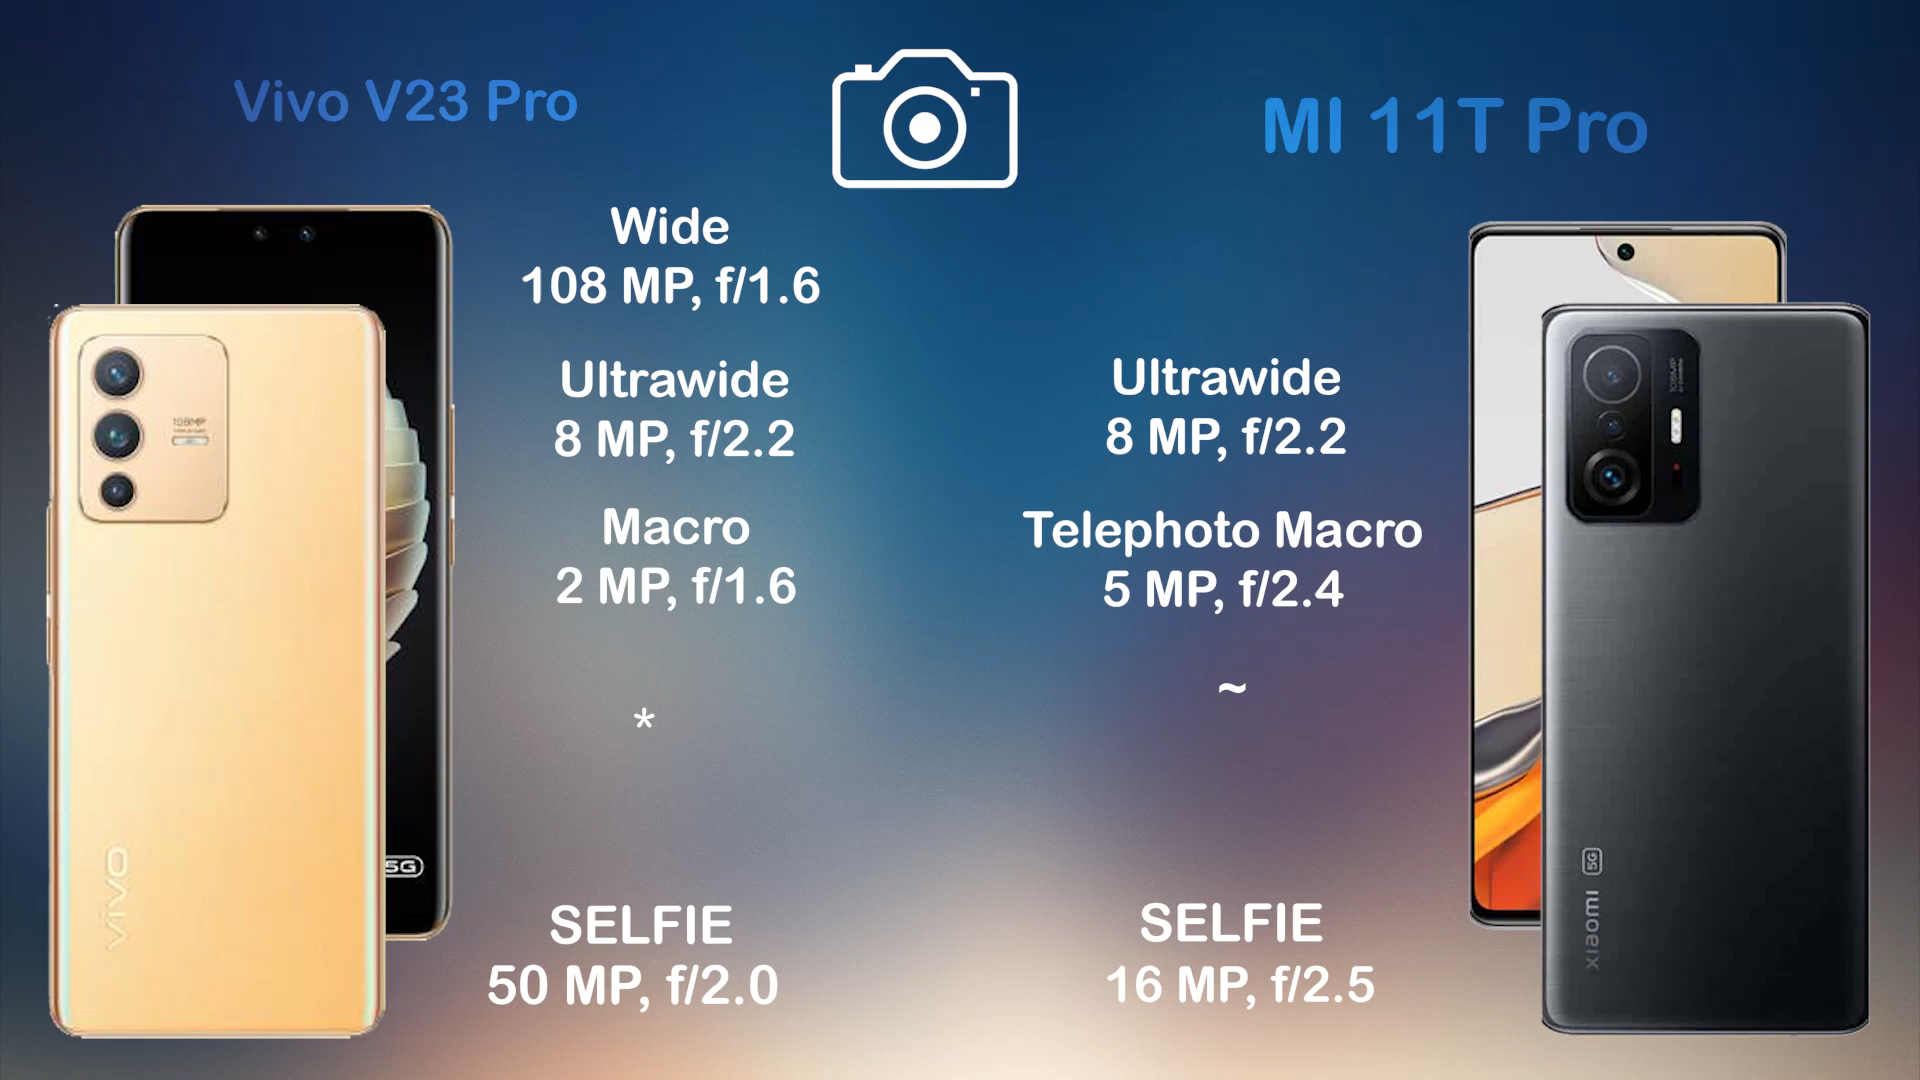 Vivo V23 Pro
MI 11T Pro
Wide
108 MP, f/1.6
Ultrawide
8 MP, f/2.2
Macro
2 MP, f/1.6
*
SELFIE
50 MP, f/2.0
Ultrawide
8 MP, f/2.2
Telephoto Macro
5 MP, f/2.4
~
SELFIE
16 MP, f/2.5
108MP
vivo
5G
108MP
5G
xiaomi